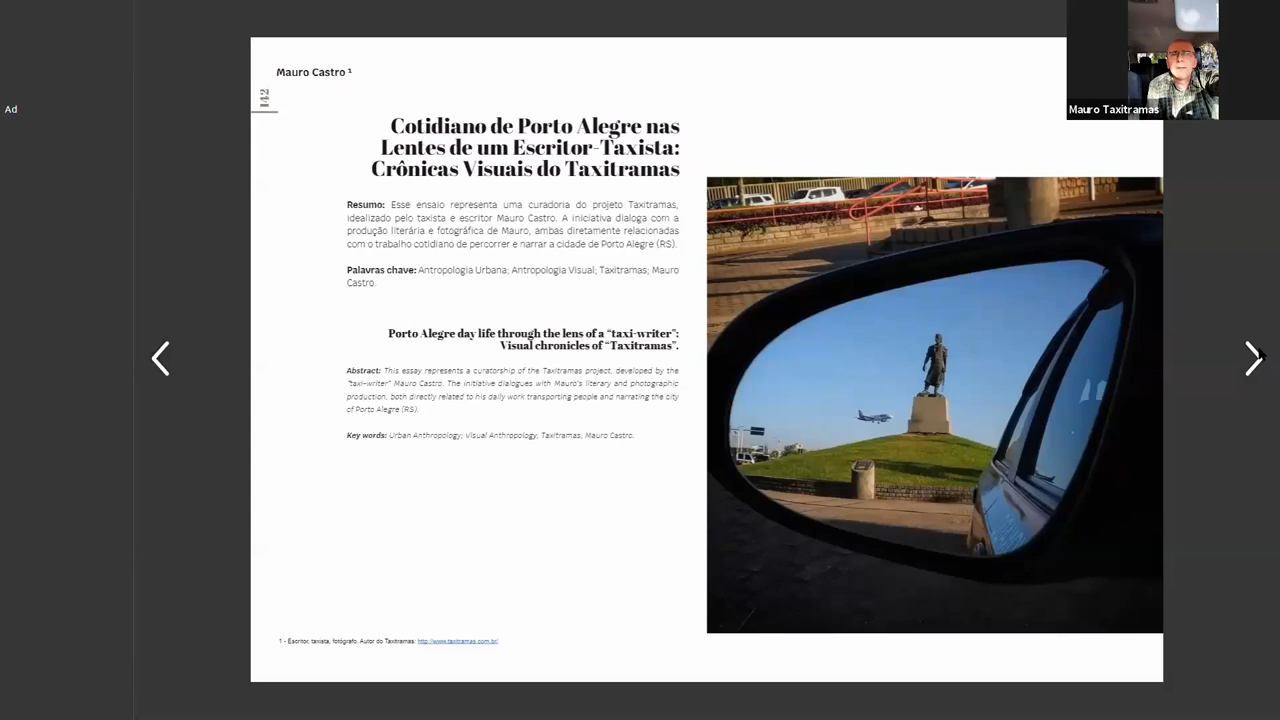 Ad
Mauro Castro ¹
142
Cotidiano de Porto Alegre nas
Lentes de um Escritor-Taxista:
Crônicas Visuais do Taxitramas
Resumo: Esse ensaio representa uma curadoria do projeto Taxitramas,
idealizado pelo taxista e escritor Mauro Castro. A iniciativa dialoga com a
produção literária e fotográfica de Mauro, ambas diretamente relacionadas
com o trabalho cotidiano de percorrer e narrar a cidade de Porto Alegre (RS).
Palavras chave: Antropologia Urbana; Antropologia Visual; Taxitramas; Mauro
Castro.
Porto Alegre day life through the lens of a “taxi-writer”:
Visual chronicles of “Taxitramas”.
Abstract: This essay represents a curatorship of the Taxitramas project, developed by the
“taxi-writer” Mauro Castro. The initiative dialogues with Mauro's literary and photographic
production, both directly related to his daily work transporting people and narrating the city
of Porto Alegre (RS).
Key words: Urban Anthropology; Visual Anthropology, Taxitramas, Mauro Castro.
1 - Escritor, taxista, fotógrafo. Autor do Taxitramas: http://www.taxitramas.com.br/
Mauro Taxitramas